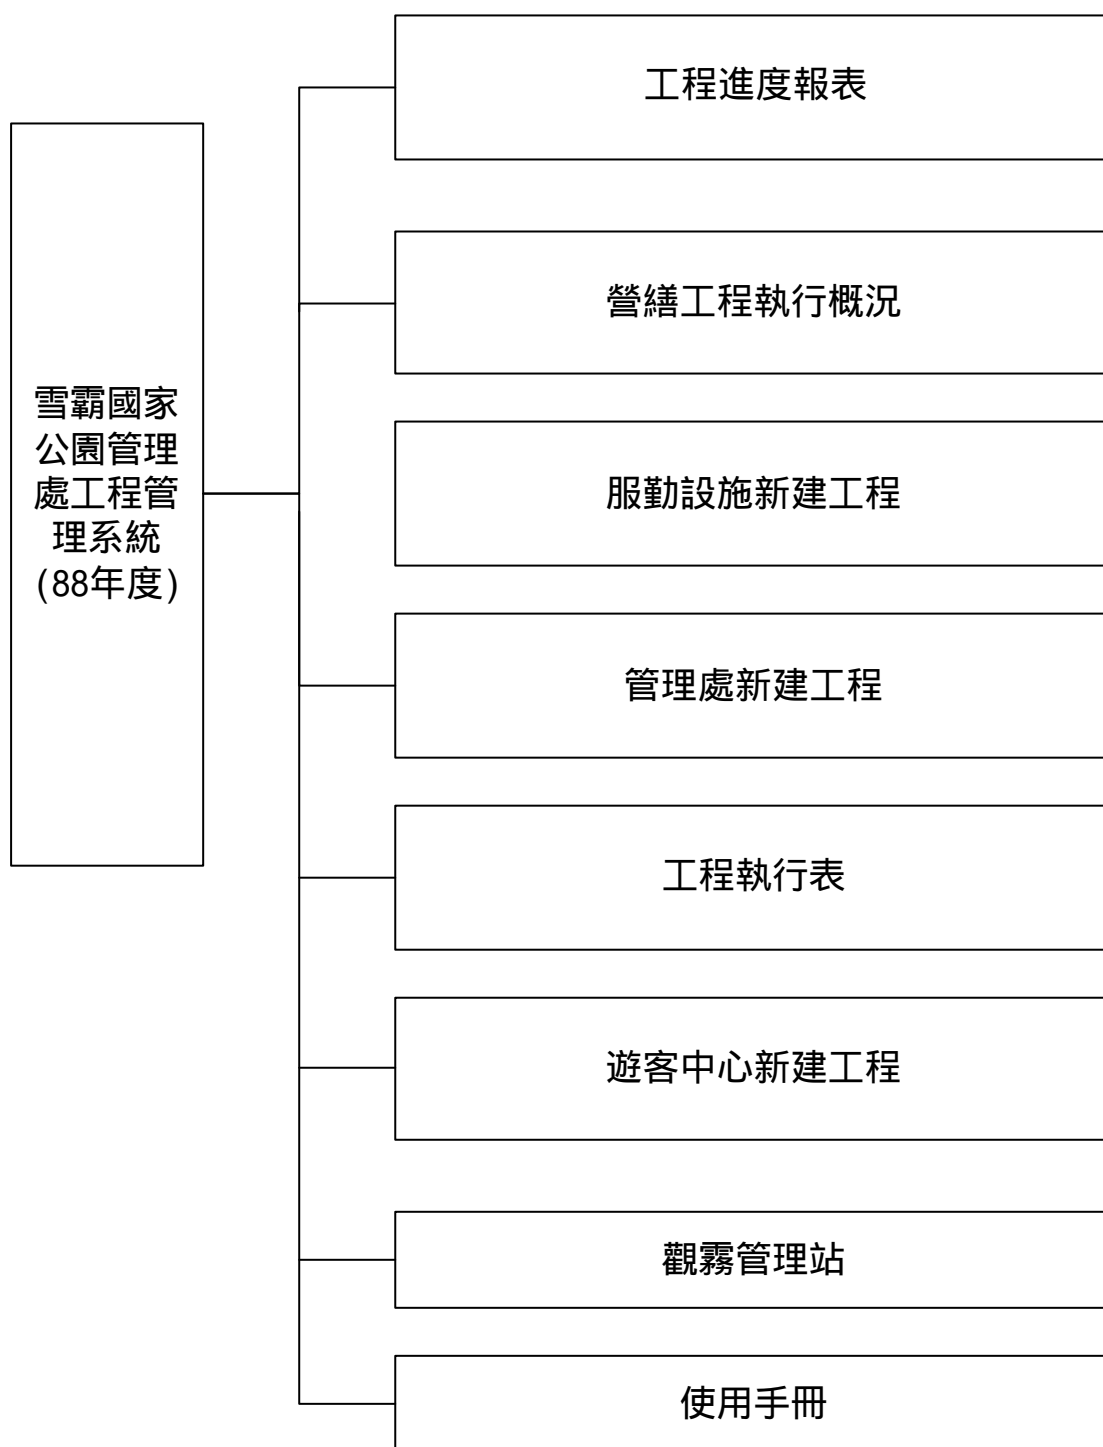 雪霸國家
公園管理
處工程管
理系統
(88年度)
工程進度報表
營繕工程執行概況
服勤設施新建工程
管理處新建工程
工程執行表
遊客中心新建工程
觀霧管理站
使用手冊